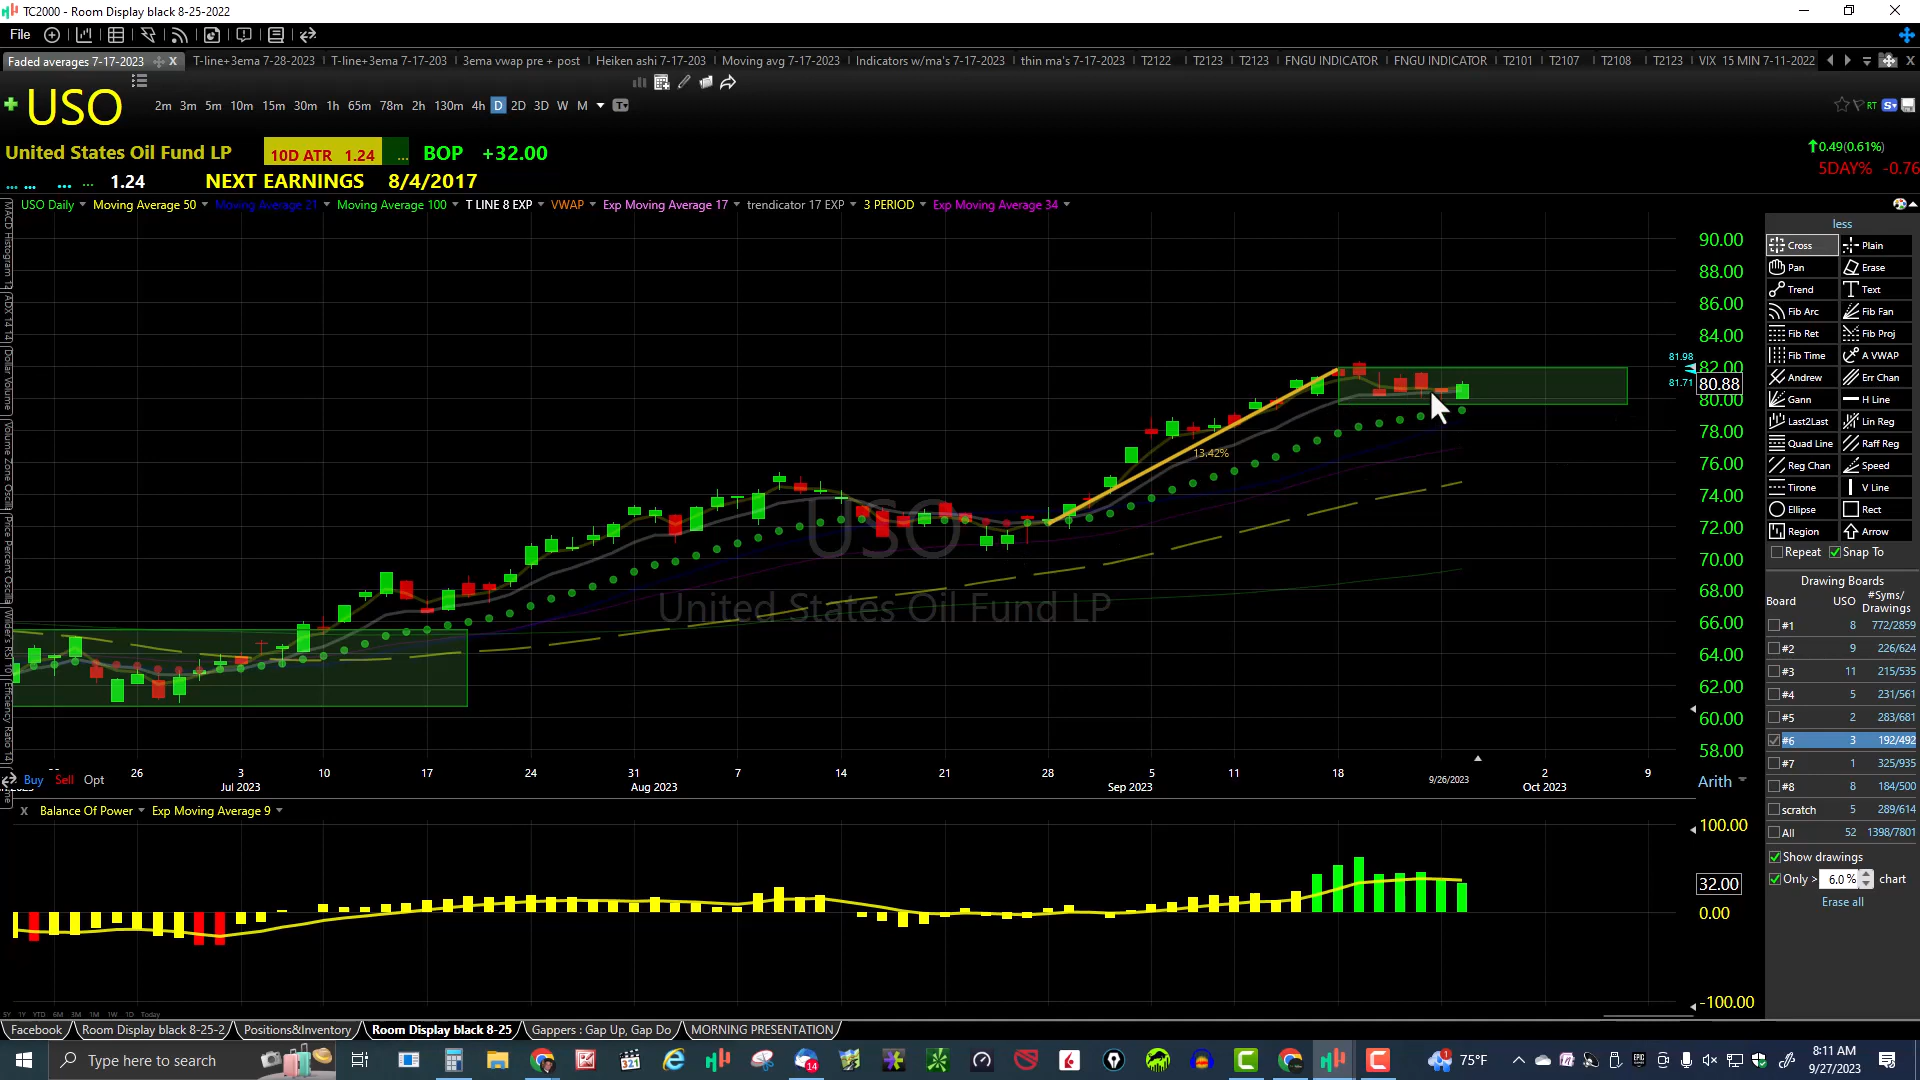 TC2000 - Room Display black 8-25-2022
File
Faded averages 7-17-2023 X T-line+3ema 7-28-2023 T-line+3ema 7-17-203 3ema vwap pre + post Heiken ashi 7-17-203 Moving avg 7-17-2023 Indicators w/ma's 7-17-2023 thin ma's 7-17-2023 T2122 T2123 T2123 FNGU INDICATOR FNGU INDICATOR T2101 T2107 T2108 T2123 VIX 15 MIN 7-11-2022 X
USO 2m 3m 5m 10m 15m 30m 1h 65m 78m 2h 130m 4h D 2D 3D W M RT
United States Oil Fund LP 10D ATR 1.24 ... BOP +32.00 0.49(0.61%)
5DAY% -0.76
... ... ... ... 1.24 NEXT EARNINGS 8/4/2017
USO Daily Moving Average 50 Moving Average 21 Moving Average 100 T LINE 8 EXP VWAP Exp Moving Average 17 trendicator 17 EXP 3 PERIOD Exp Moving Average 34
90.00
88.00
86.00
84.00
82.00
81.98
81.71
80.88
80.00
78.00
76.00
74.00
72.00
70.00
68.00
66.00
64.00
62.00
60.00
58.00
13.42%
USO
United States Oil Fund LP
Buy Sell Opt
26 3 10 17 24 31 7 14 21 28 5 11 18 9/26/2023 2 9
Jul 2023 Aug 2023 Sep 2023 Oct 2023
Arith
X Balance Of Power Exp Moving Average 9
100.00
32.00
0.00
-100.00
less
Cross Plain
Pan Erase
Trend Text
Fib Arc Fib Fan
Fib Ret Fib Proj
Fib Time A VWAP
Andrew Err Chan
Gann H Line
Last2Last Lin Reg
Quad Line Raff Reg
Reg Chan Speed
Tirone V Line
Ellipse Rect
Region Arrow
Repeat Snap To
Drawing Boards
Board USO #Syms/
Drawings
#1 8 772/2859
#2 9 226/624
#3 11 215/535
#4 5 231/561
#5 2 283/681
#6 3 192/492
#7 1 325/935
#8 8 184/500
scratch 5 289/614
All 52 1398/7801
Show drawings
Only > 6.0 % chart
Erase all
5Y 1Y YTD 6M 3M 1M 1W 1D Today
Facebook Room Display black 8-25-2 Positions&Inventory Room Display black 8-25 Gappers : Gap Up, Gap Do MORNING PRESENTATION
Type here to search
321
14
75°F
8:11 AM
9/27/2023